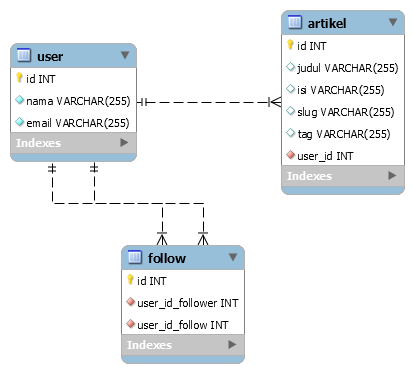 user
id INT
nama VARCHAR(255)
email VARCHAR(255)
Indexes
artikel
id INT
judul VARCHAR(255)
isi VARCHAR(255)
slug VARCHAR(255)
tag VARCHAR(255)
user_id INT
Indexes
follow
id INT
user_id_follower INT
user_id_follow INT
Indexes